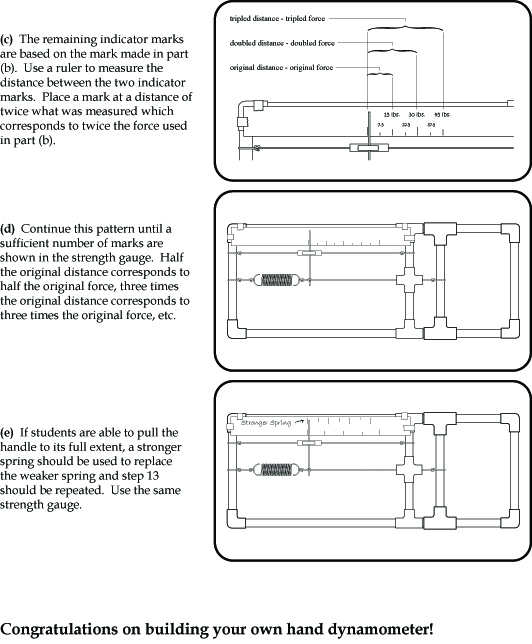 (c) The remaining indicator marks
are based on the mark made in part
(b). Use a ruler to measure the
distance between the two indicator
marks. Place a mark at a distance of
twice what was measured which
corresponds to twice the force used
in part (b).
tripled distance - tripled force
doubled distance - doubled force
original distance - original force
15 lbs. 30 lbs. 45 lbs.
7.5 22.5 37.5
(d) Continue this pattern until a
sufficient number of marks are
shown in the strength gauge. Half
the original distance corresponds to
half the original force, three times
the original distance corresponds to
three times the original force, etc.
(e) If students are able to pull the
handle to its full extent, a stronger
spring should be used to replace
the weaker spring and step 13
should be repeated. Use the same
strength gauge.
Stronger Spring
Congratulations on building your own hand dynamometer!